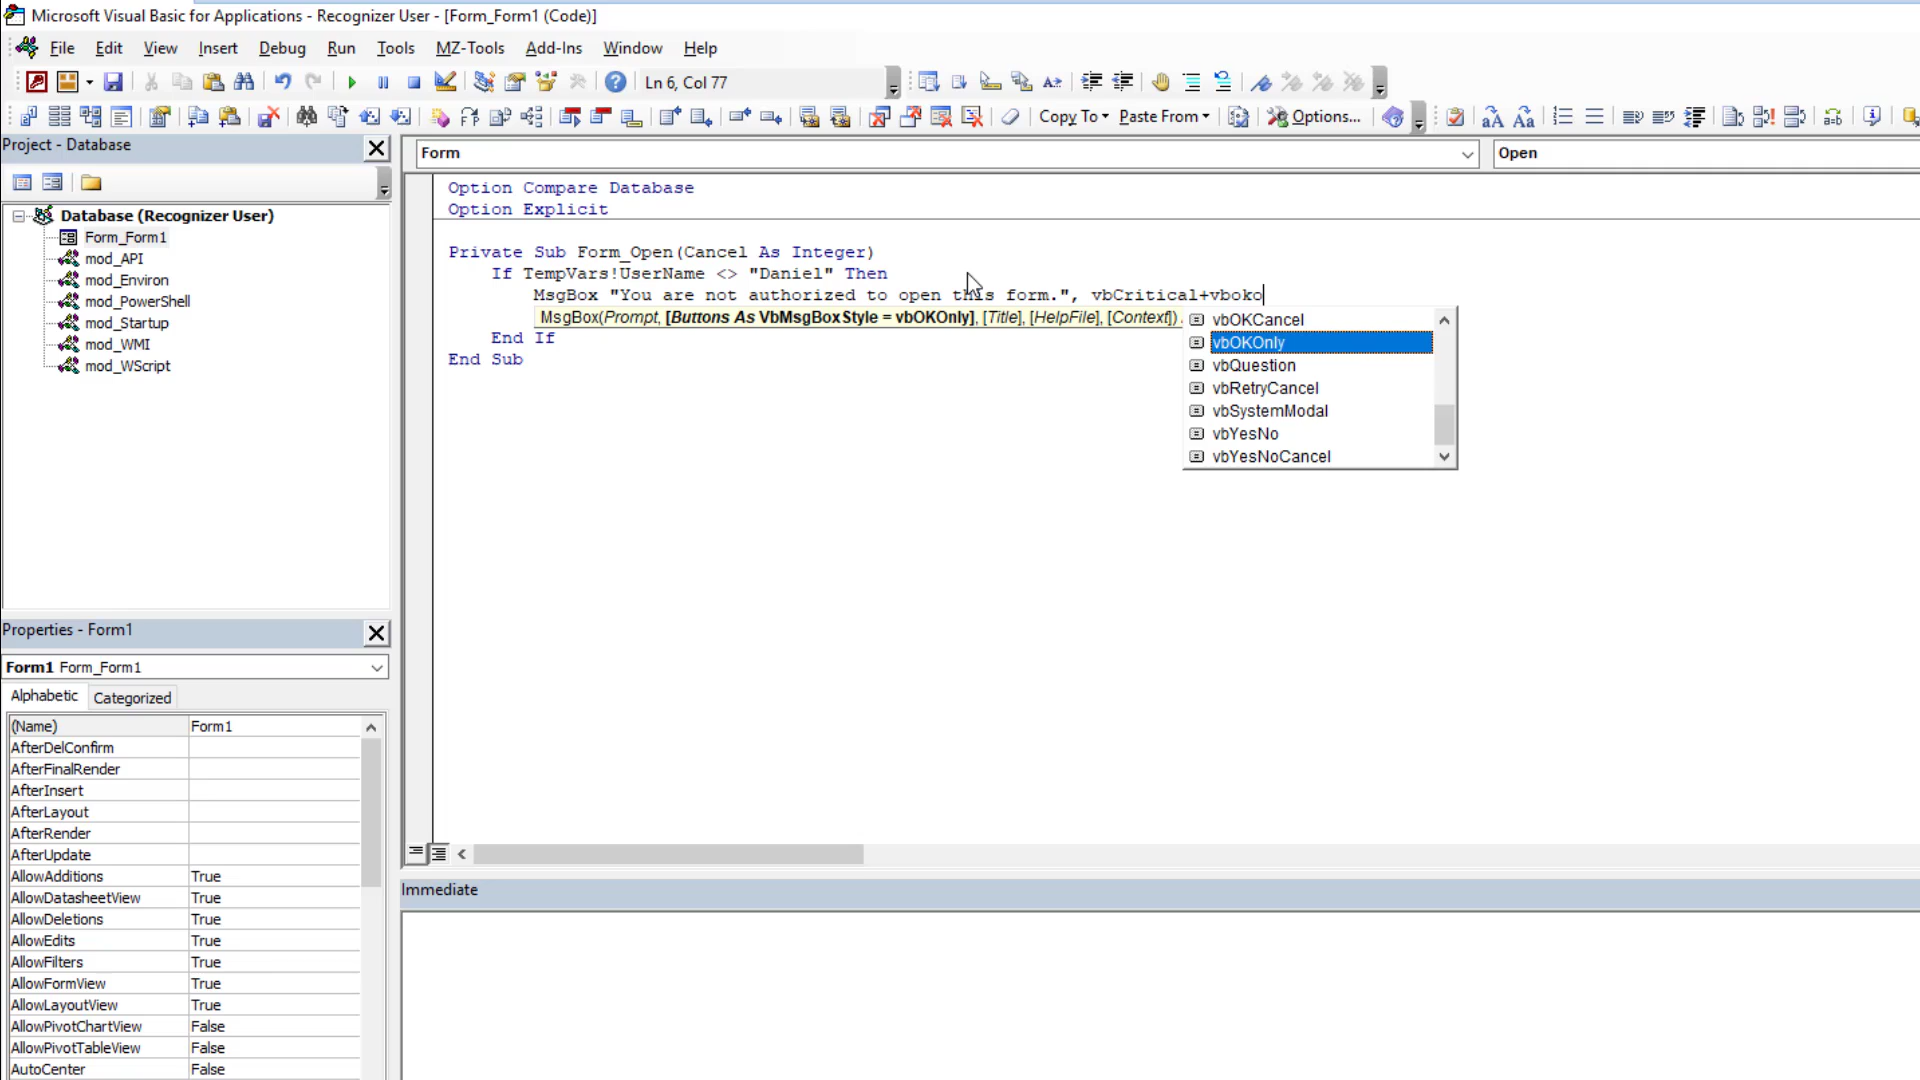 Microsoft Visual Basic for Applications - Recognizer User - [Form_Form1 (Code)]
File Edit View Insert Debug Run Tools MZ-Tools Add-Ins Window Help
Ln 6, Col 77
Copy To Paste From Options...
Project - Database
Form Open
Database (Recognizer User)
Form_Form1
mod_API
mod_Environ
mod_PowerShell
mod_Startup
mod_WMI
mod_WScript
Option Compare Database
Option Explicit
Private Sub Form_Open(Cancel As Integer)
If TempVars!UserName <> "Daniel" Then
MsgBox "You are not authorized to open this form.", vbCritical+vboko
MsgBox(Prompt, [Buttons As VbMsgBoxStyle = vbOKOnly], [Title], [HelpFile], [Context])
End If
End Sub
vbOKCancel
vbOKOnly
vbQuestion
vbRetryCancel
vbSystemModal
vbYesNo
vbYesNoCancel
Properties - Form1
Form1 Form_Form1
Alphabetic Categorized
(Name) Form1
AfterDelConfirm
AfterFinalRender
AfterInsert
AfterLayout
AfterRender
AfterUpdate
AllowAdditions True
AllowDatasheetView True
AllowDeletions True
AllowEdits True
AllowFilters True
AllowFormView True
AllowLayoutView True
AllowPivotChartView False
AllowPivotTableView False
AutoCenter False
Immediate